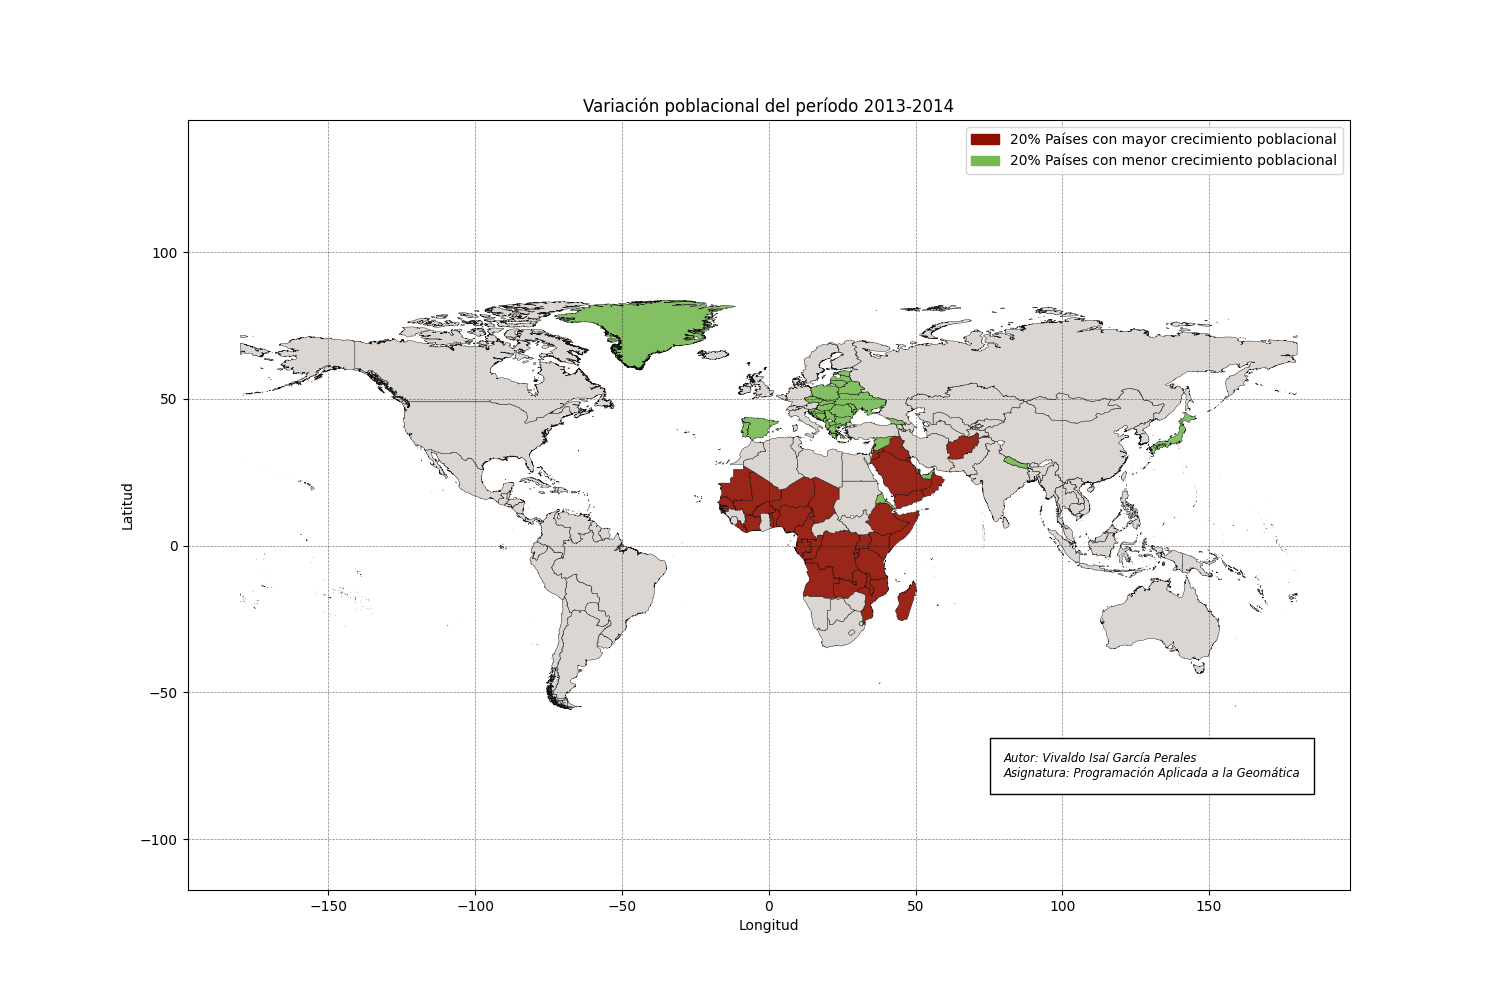 Variación poblacional del período 2013-2014
20% Países con mayor crecimiento poblacional
20% Países con menor crecimiento poblacional
100
50
0
−50
−100
Latitud
Autor: Vivaldo Isaí García Perales
Asignatura: Programación Aplicada a la Geomática
−150 −100 −50 0 50 100 150
Longitud